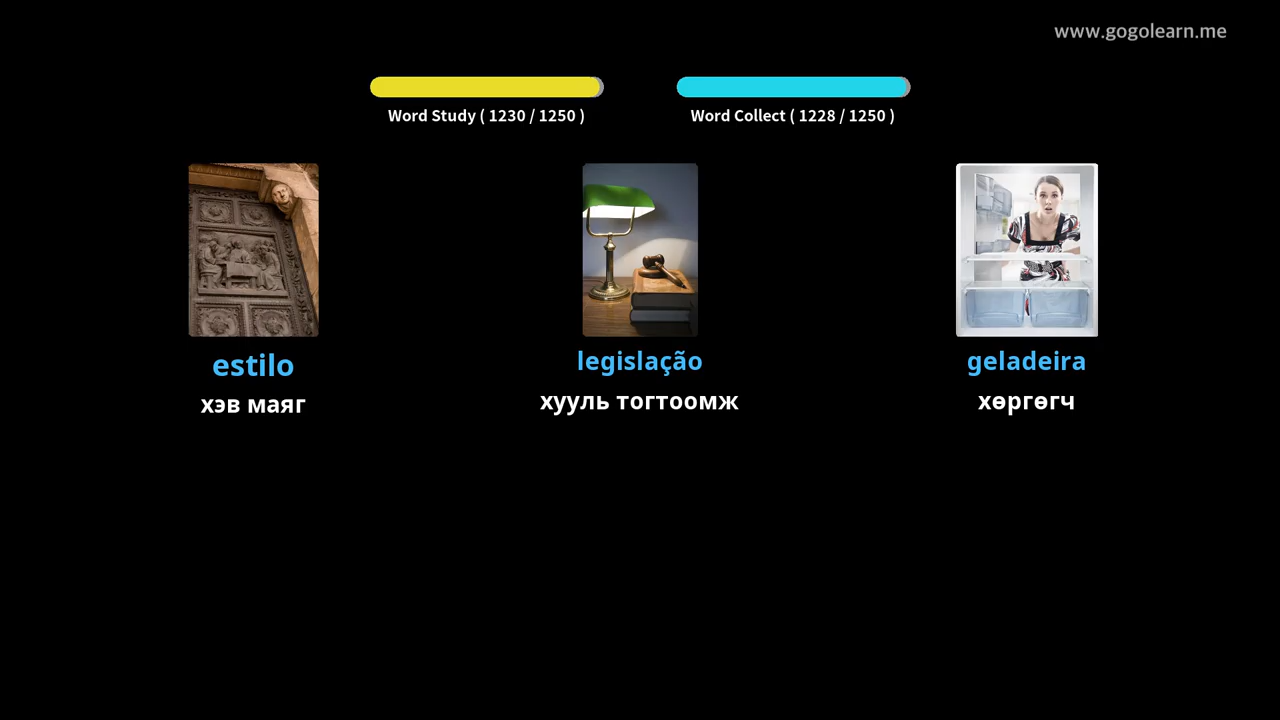 www.gogolearn.me
Word Study ( 1230 / 1250 )
Word Collect ( 1228 / 1250 )
estilo
хэв маяг
legislação
хууль тогтоомж
geladeira
хөргөгч